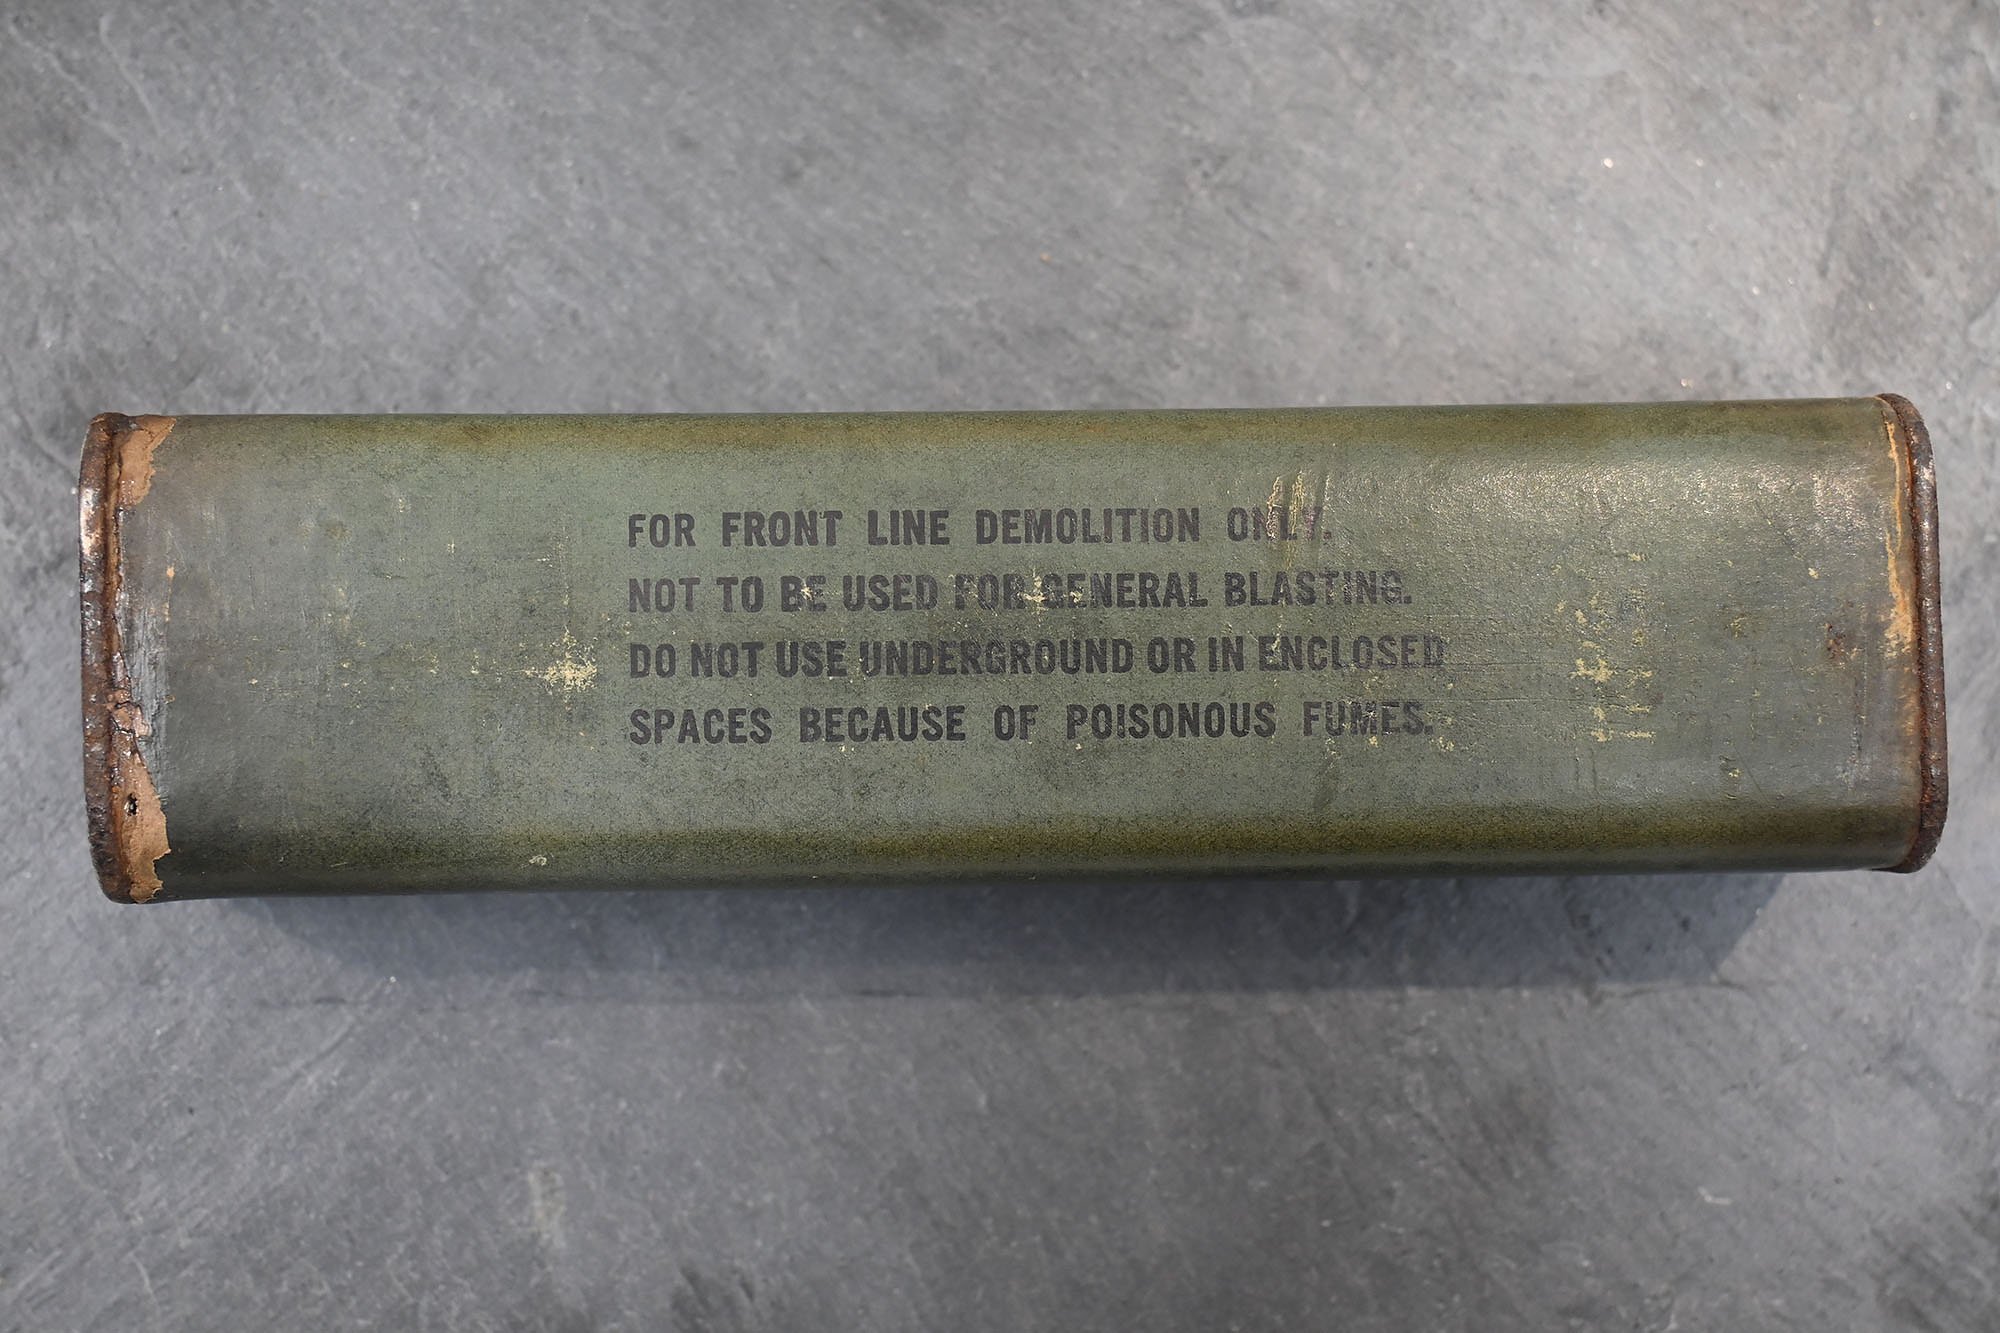 FOR FRONT LINE DEMOLITION ONLY.
NOT TO BE USED FOR GENERAL BLASTING.
DO NOT USE UNDERGROUND OR IN ENCLOSED
SPACES BECAUSE OF POISONOUS FUMES.